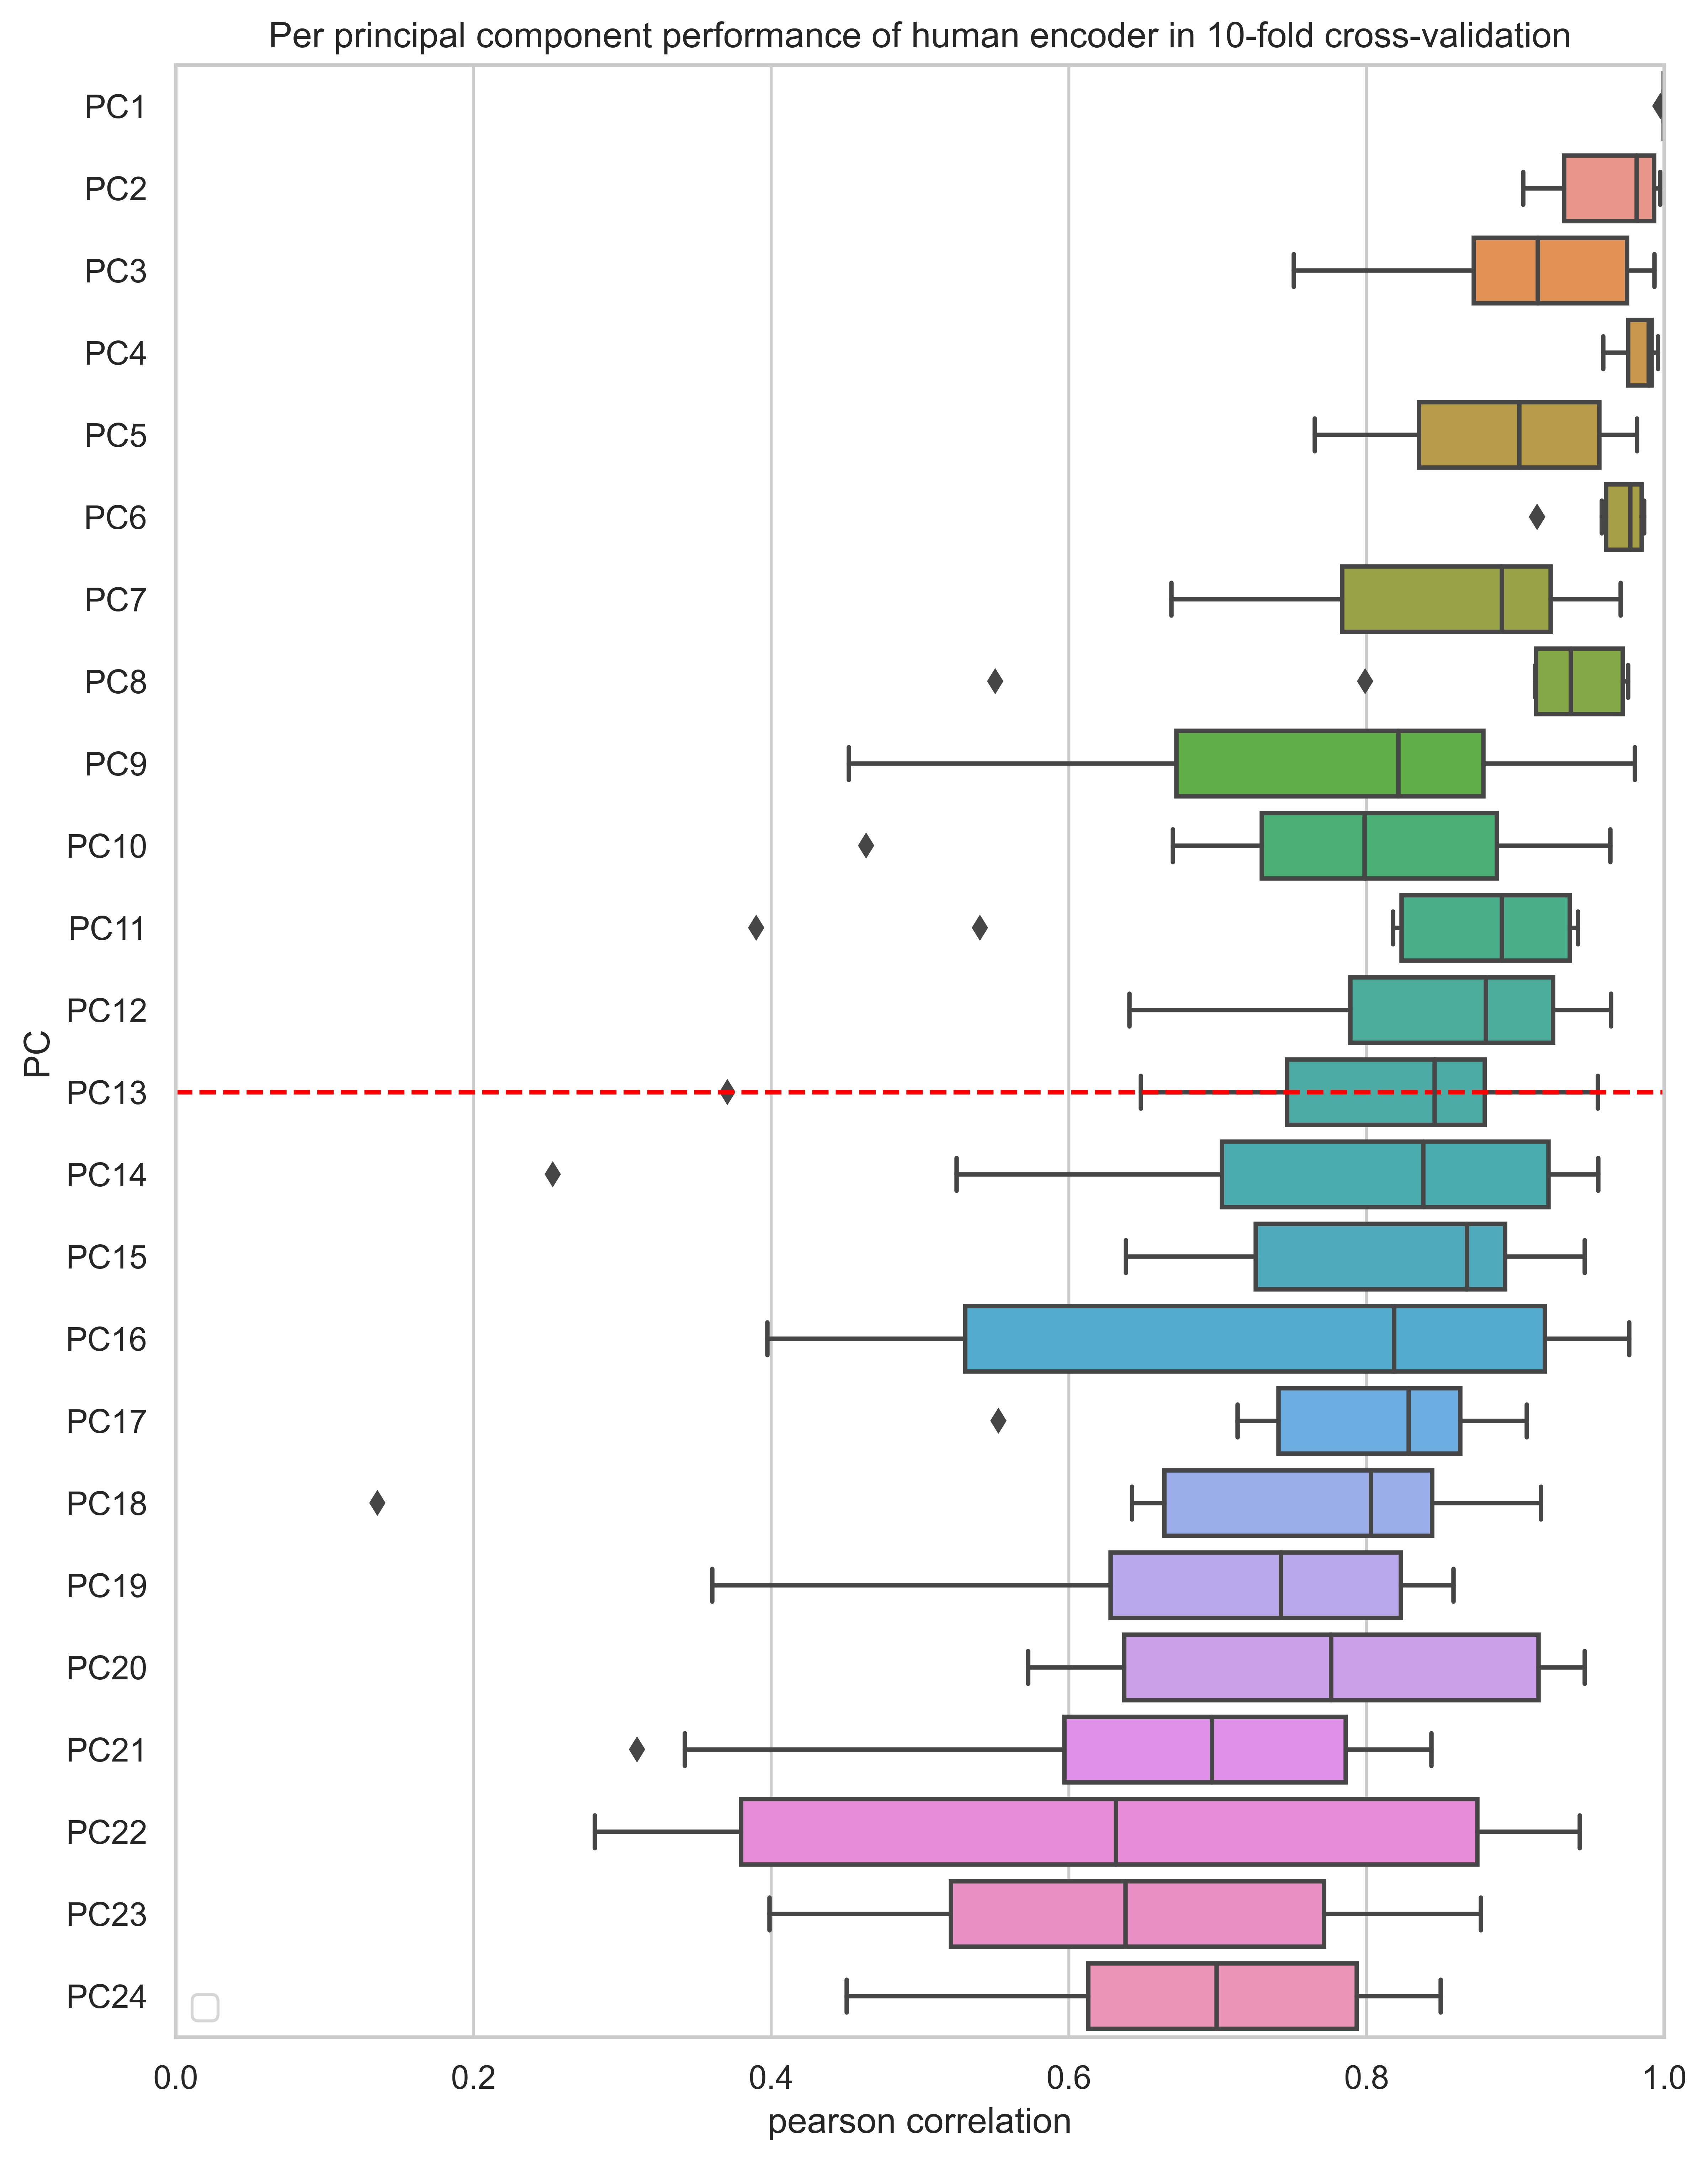 Per principal component performance of human encoder in 10-fold cross-validation
PC1
PC2
PC3
PC4
PC5
PC6
PC7
PC8
PC9
PC10
PC11
PC12
PC13
PC14
PC15
PC16
PC17
PC18
PC19
PC20
PC21
PC22
PC23
PC24
PC
0.0 0.2 0.4 0.6 0.8 1.0
pearson correlation